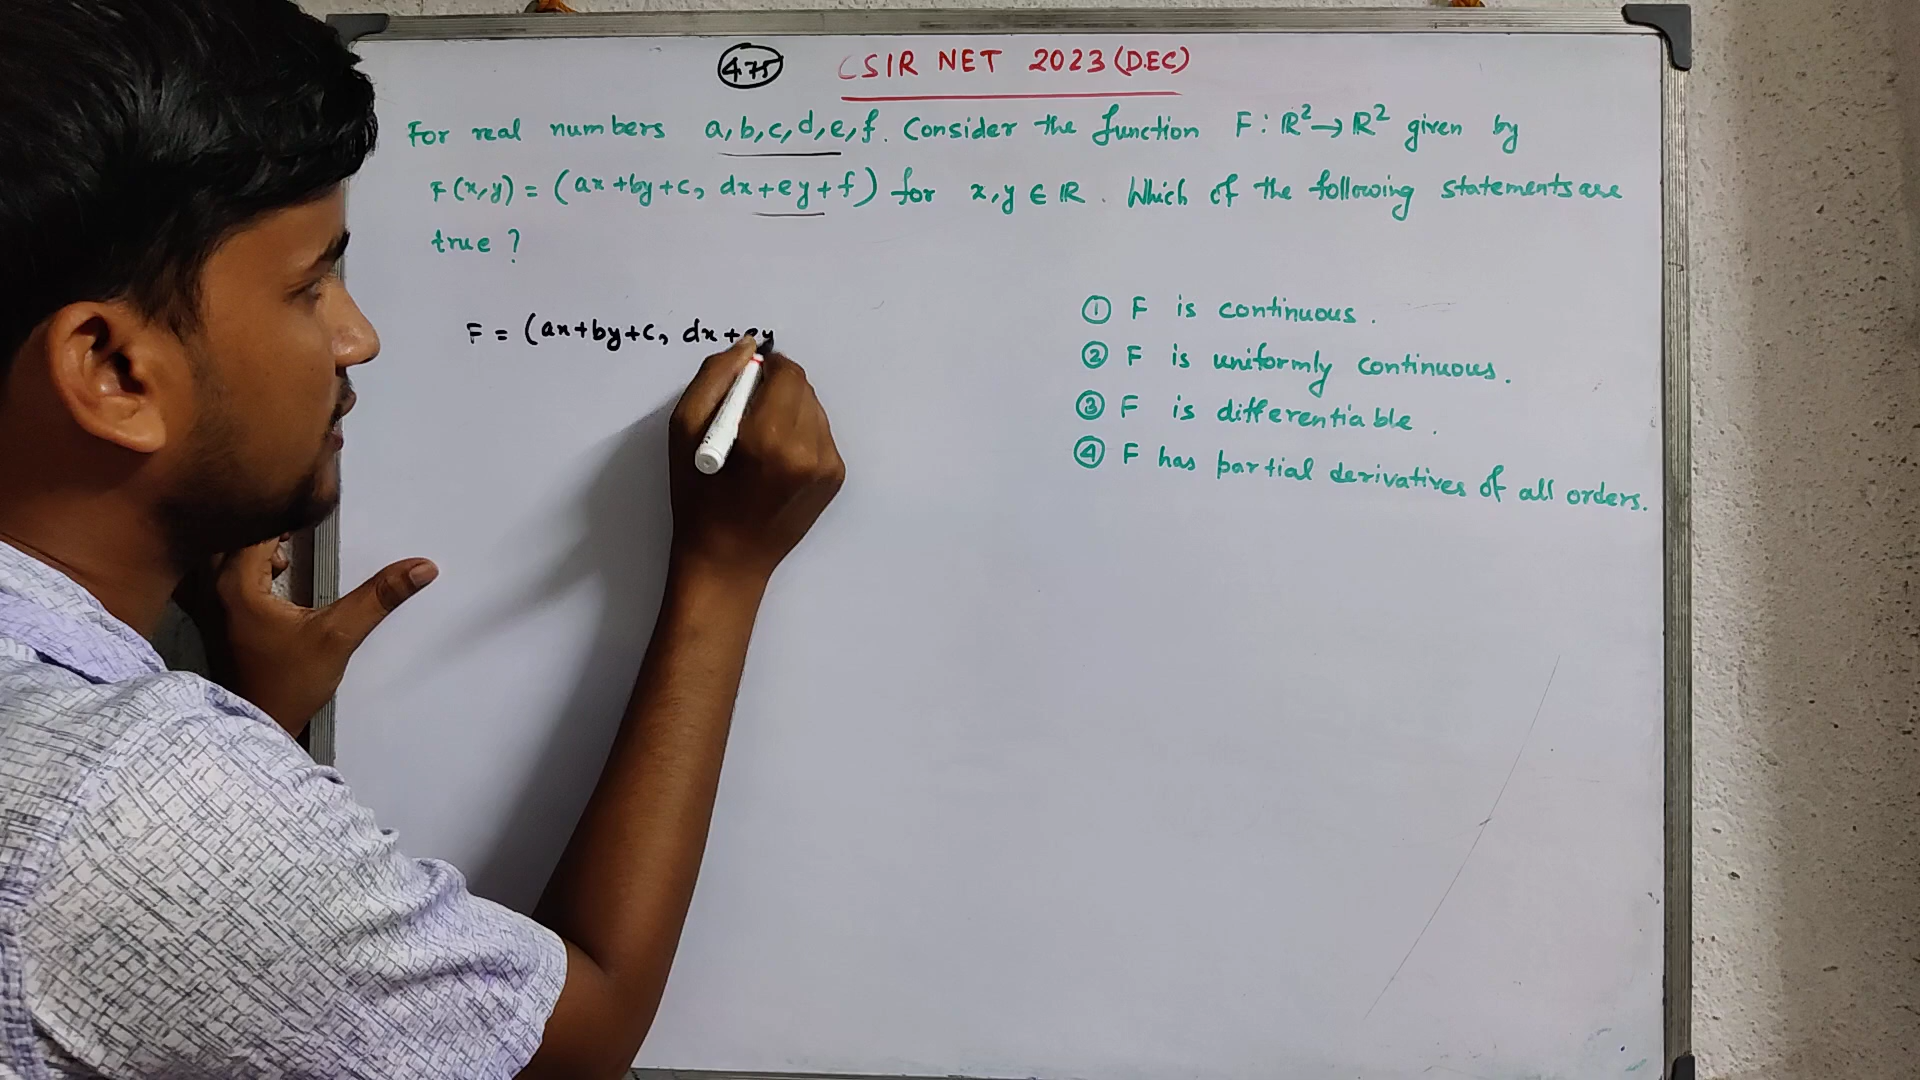 475 CSIR NET 2023 (DEC)
For real numbers a, b, c, d, e, f. Consider the function F : ℝ² → ℝ² given by
F(x,y) = (ax+by+c, dx+ey+f) for x, y ∈ ℝ. Which of the following statements are
true ?
F = (ax+by+c, dx+ey
① F is continuous.
② F is uniformly continuous.
③ F is differentiable.
④ F has partial derivatives of all orders.